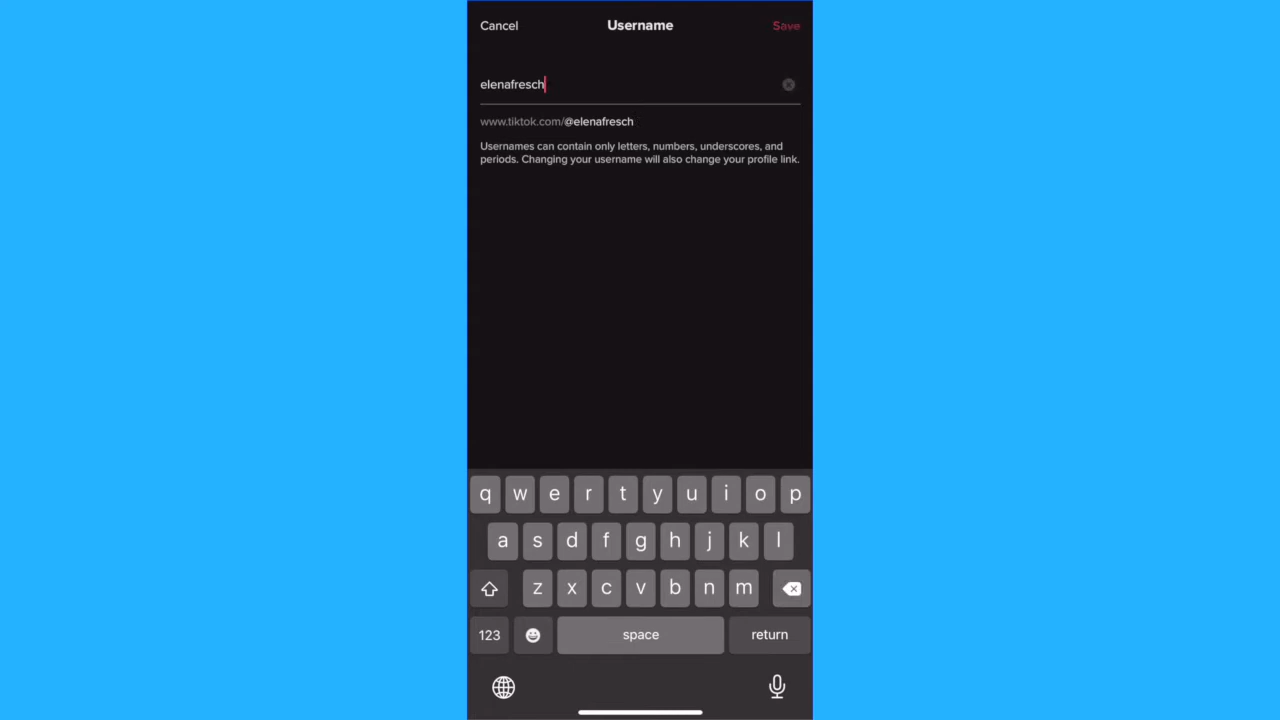 Cancel Username Save
elenafresch
www.tiktok.com/@elenafresch
Usernames can contain only letters, numbers, underscores, and
periods. Changing your username will also change your profile link.
q w e r t y u i o p
a s d f g h j k l
z x c v b n m
123 space return